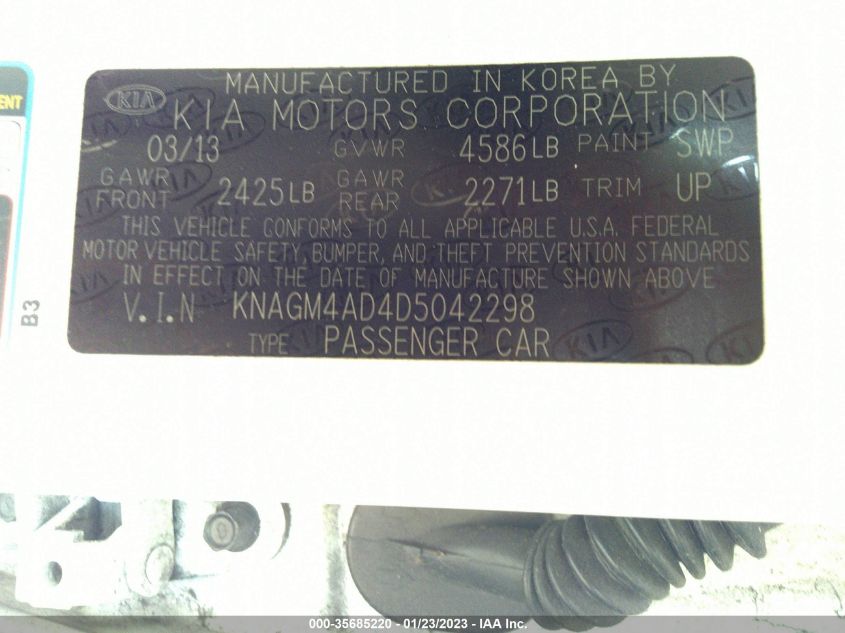 MENT
MANUFACTURED IN KOREA BY
KIA KIA MOTORS CORPORATION
03/13 GVWR 4586LB PAINT SWP
GAWR FRONT 2425LB GAWR REAR 2271LB TRIM UP
THIS VEHICLE CONFORMS TO ALL APPLICABLE U.S.A. FEDERAL
MOTOR VEHICLE SAFETY, BUMPER, AND THEFT PREVENTION STANDARDS
IN EFFECT ON THE DATE OF MANUFACTURE SHOWN ABOVE
V.I.N KNAGM4AD4D5042298
TYPE PASSENGER CAR
B3
000-35685220 - 01/23/2023 - IAA Inc.